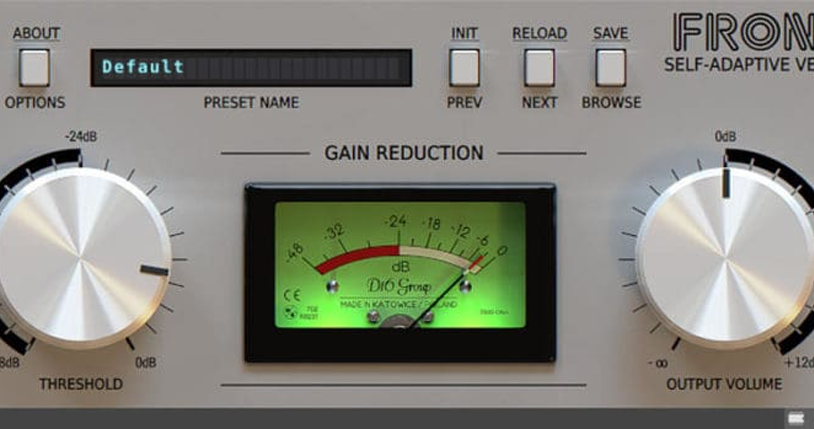 ABOUT
INIT
RELOAD
SAVE
FRON
SELF-ADAPTIVE VE
Default
OPTIONS
PRESET NAME
PREV
NEXT
BROWSE
-24dB
GAIN REDUCTION
0dB
-48 -32 -24 -18 -12 -6 0
dB
D16 Group
MADE IN KATOWICE / POLAND
CE
8dB
0dB
THRESHOLD
-∞
+12d
OUTPUT VOLUME